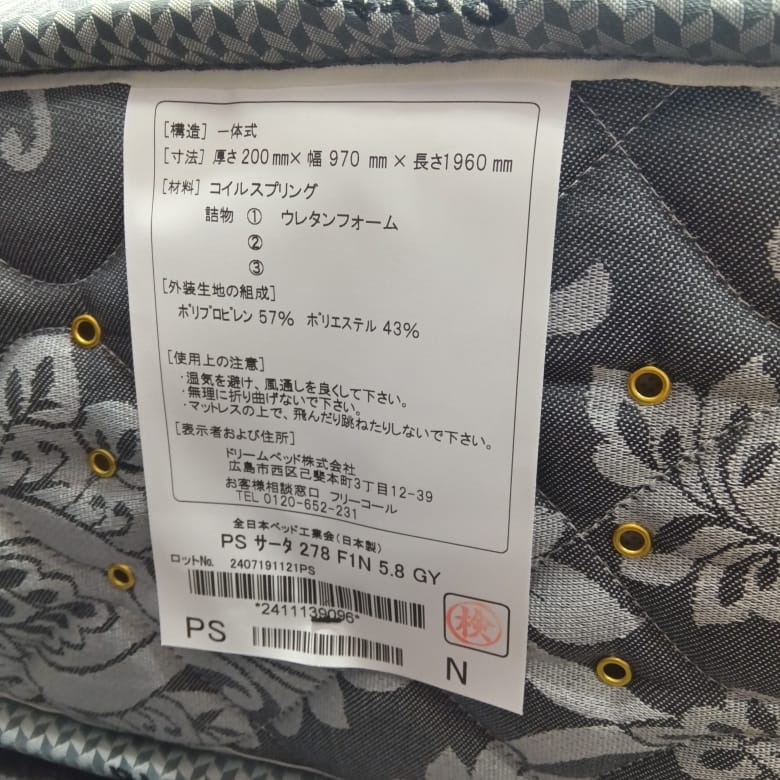 [構造] 一体式
[寸法] 厚さ 200 mm× 幅 970 mm × 長さ1960 mm
[材料] コイルスプリング
詰物 ① ウレタンフォーム
②
③
[外装生地の組成]
ポリプロピレン 57% ポリエステル 43%
[使用上の注意]
・湿気を避け、風通しを良くして下さい。
・無理に折り曲げないで下さい。
・マットレスの上で、飛んだり跳ねたりしないで下さい。
[表示者および住所]
ドリームベッド株式会社
広島市西区己斐本町3丁目12-39
お客様相談窓口 フリーコール
TEL 0120-652-231
全日本ベッド工業会(日本製)
PS サータ 278 F1N 5.8 GY
ロットNo. 2407191121PS
*2411139096*
検
PS
N